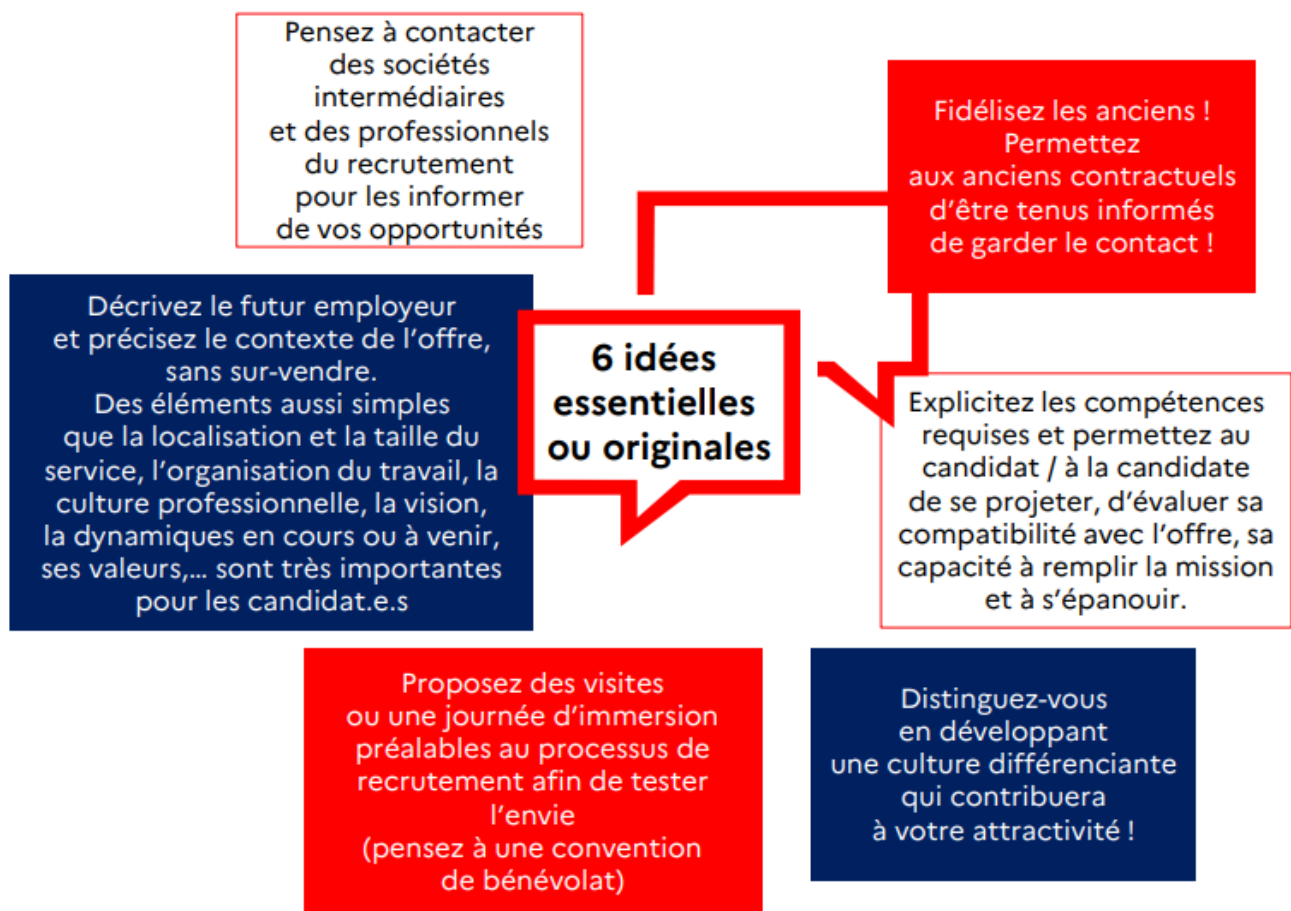 Pensez à contacter
des sociétés
intermédiaires
et des professionnels
du recrutement
pour les informer
de vos opportunités
Fidélisez les anciens !
Permettez
aux anciens contractuels
d'être tenus informés
de garder le contact !
Décrivez le futur employeur
et précisez le contexte de l'offre,
sans sur-vendre.
Des éléments aussi simples
que la localisation et la taille du
service, l'organisation du travail, la
culture professionnelle, la vision,
la dynamiques en cours ou à venir,
ses valeurs,... sont très importantes
pour les candidat.e.s
6 idées
essentielles
ou originales
Explicitez les compétences
requises et permettez au
candidat / à la candidate
de se projeter, d'évaluer sa
compatibilité avec l'offre, sa
capacité à remplir la mission
et à s'épanouir.
Proposez des visites
ou une journée d'immersion
préalables au processus de
recrutement afin de tester
l'envie
(pensez à une convention
de bénévolat)
Distinguez-vous
en développant
une culture différenciante
qui contribuera
à votre attractivité !